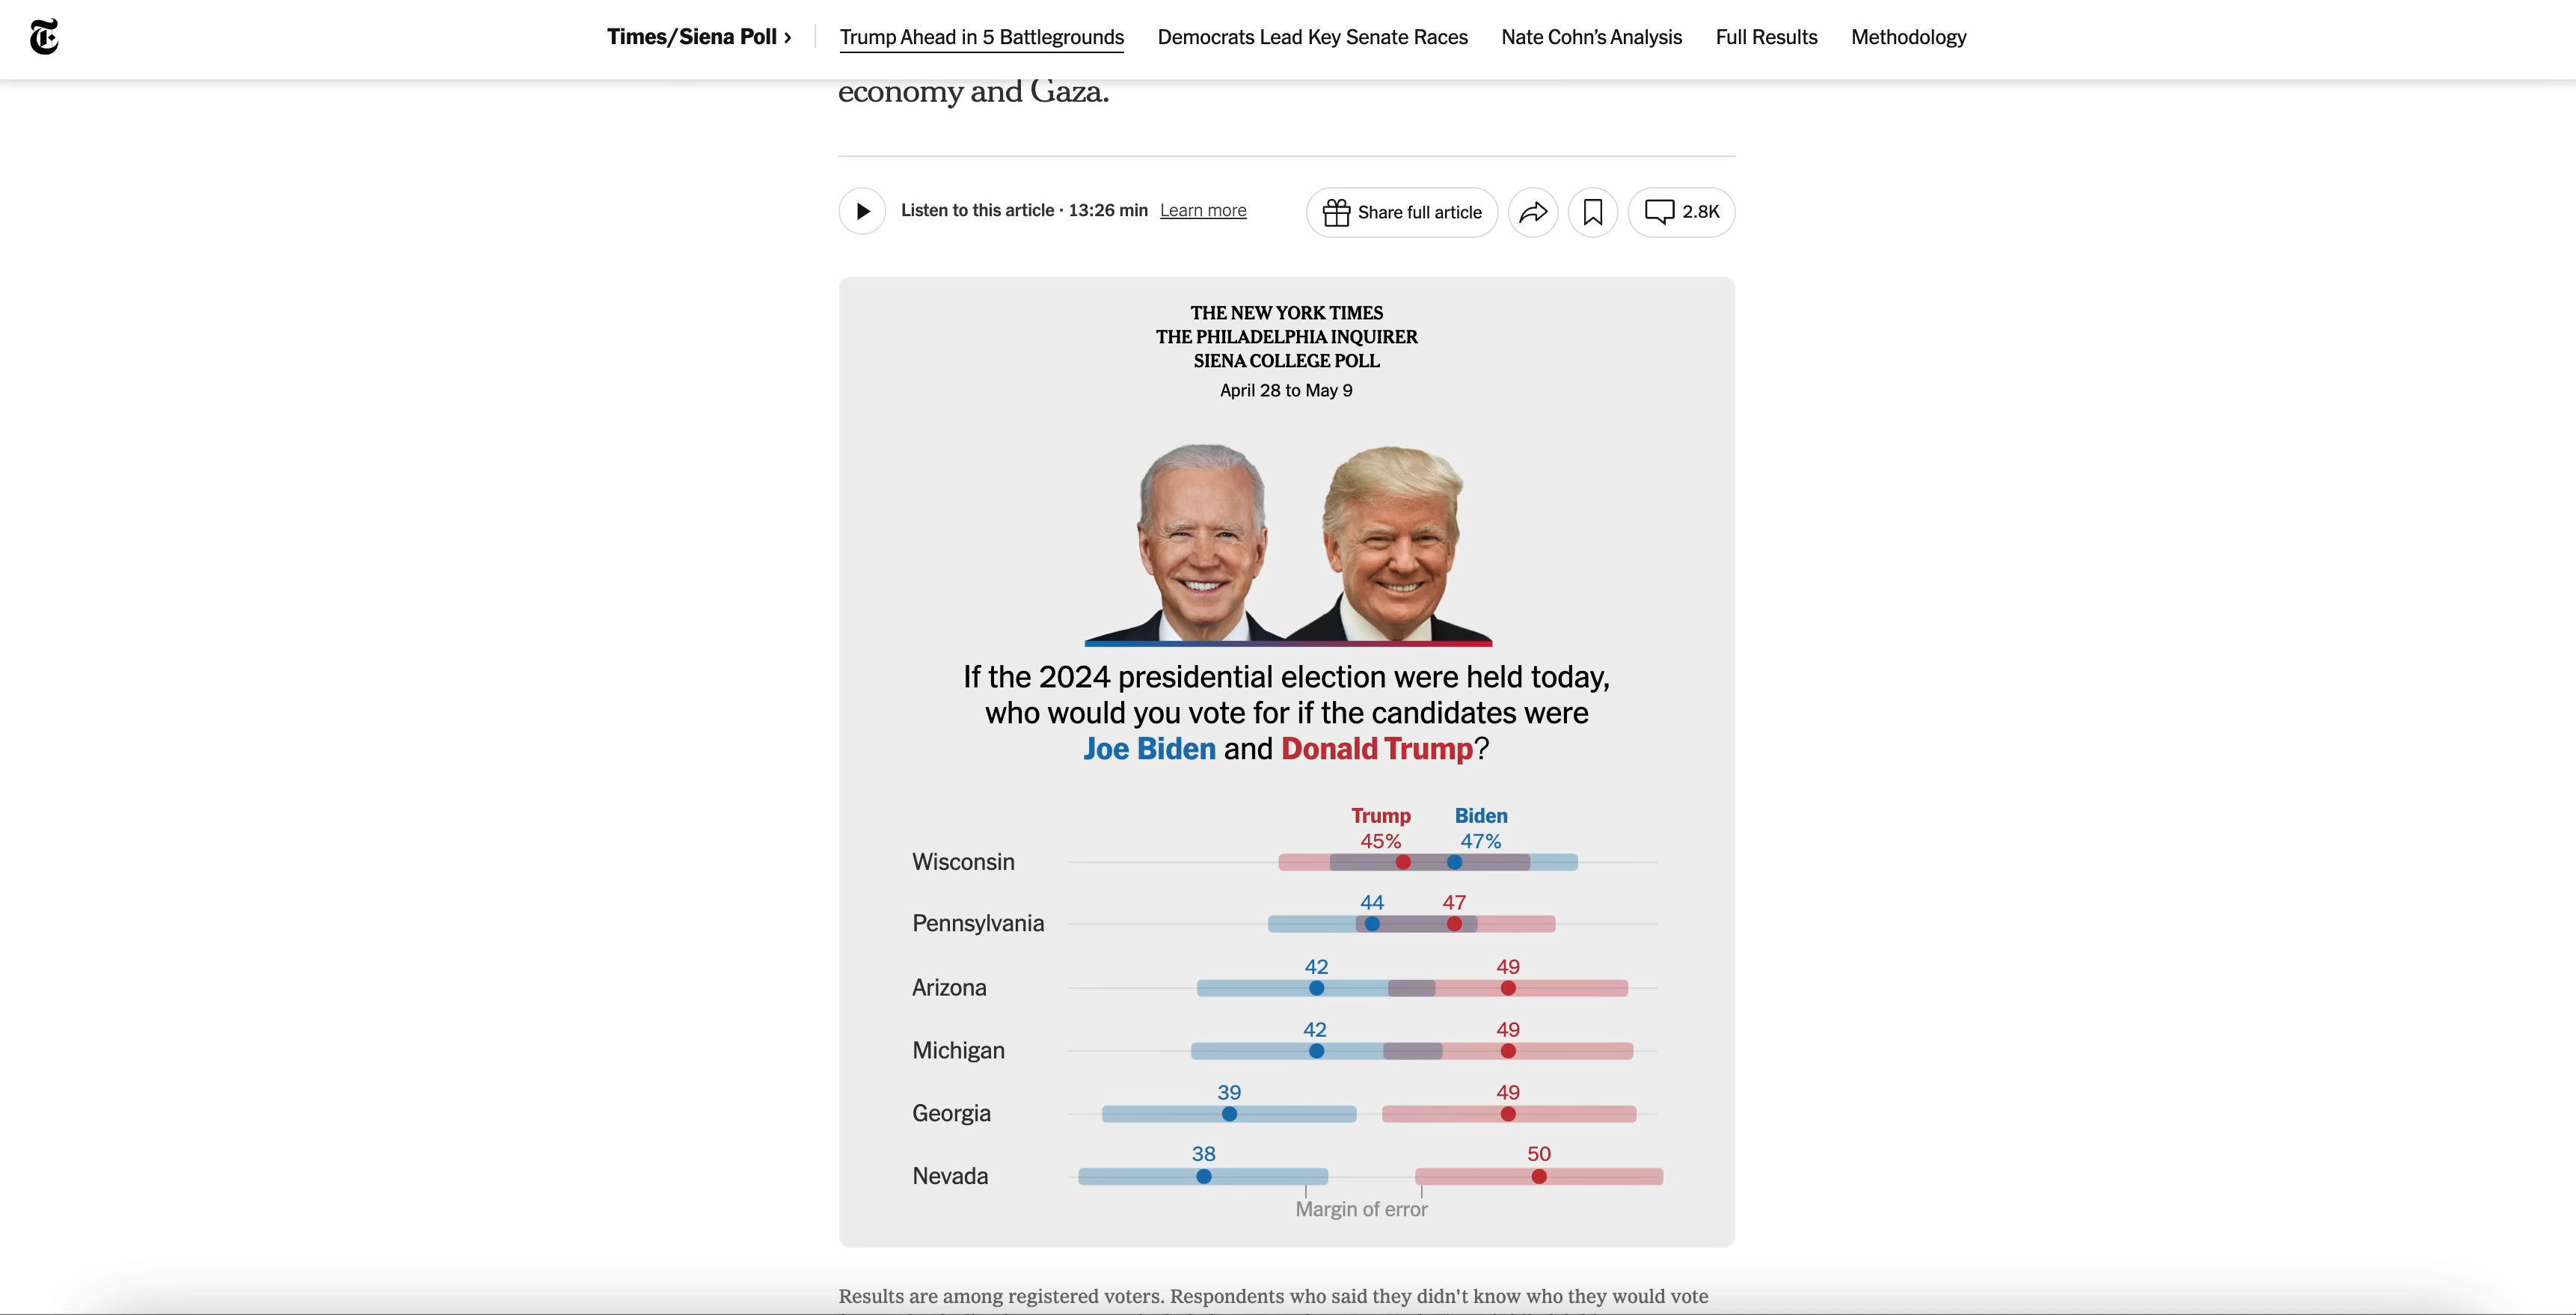 T
Times/Siena Poll › Trump Ahead in 5 Battlegrounds Democrats Lead Key Senate Races Nate Cohn's Analysis Full Results Methodology
economy and Gaza.
Listen to this article · 13:26 min Learn more Share full article 2.8K
THE NEW YORK TIMES
THE PHILADELPHIA INQUIRER
SIENA COLLEGE POLL
April 28 to May 9
If the 2024 presidential election were held today,
who would you vote for if the candidates were
Joe Biden and Donald Trump?
Trump Biden
45% 47%
Wisconsin
44 47
Pennsylvania
42 49
Arizona
42 49
Michigan
39 49
Georgia
38 50
Nevada
Margin of error
Results are among registered voters. Respondents who said they didn't know who they would vote